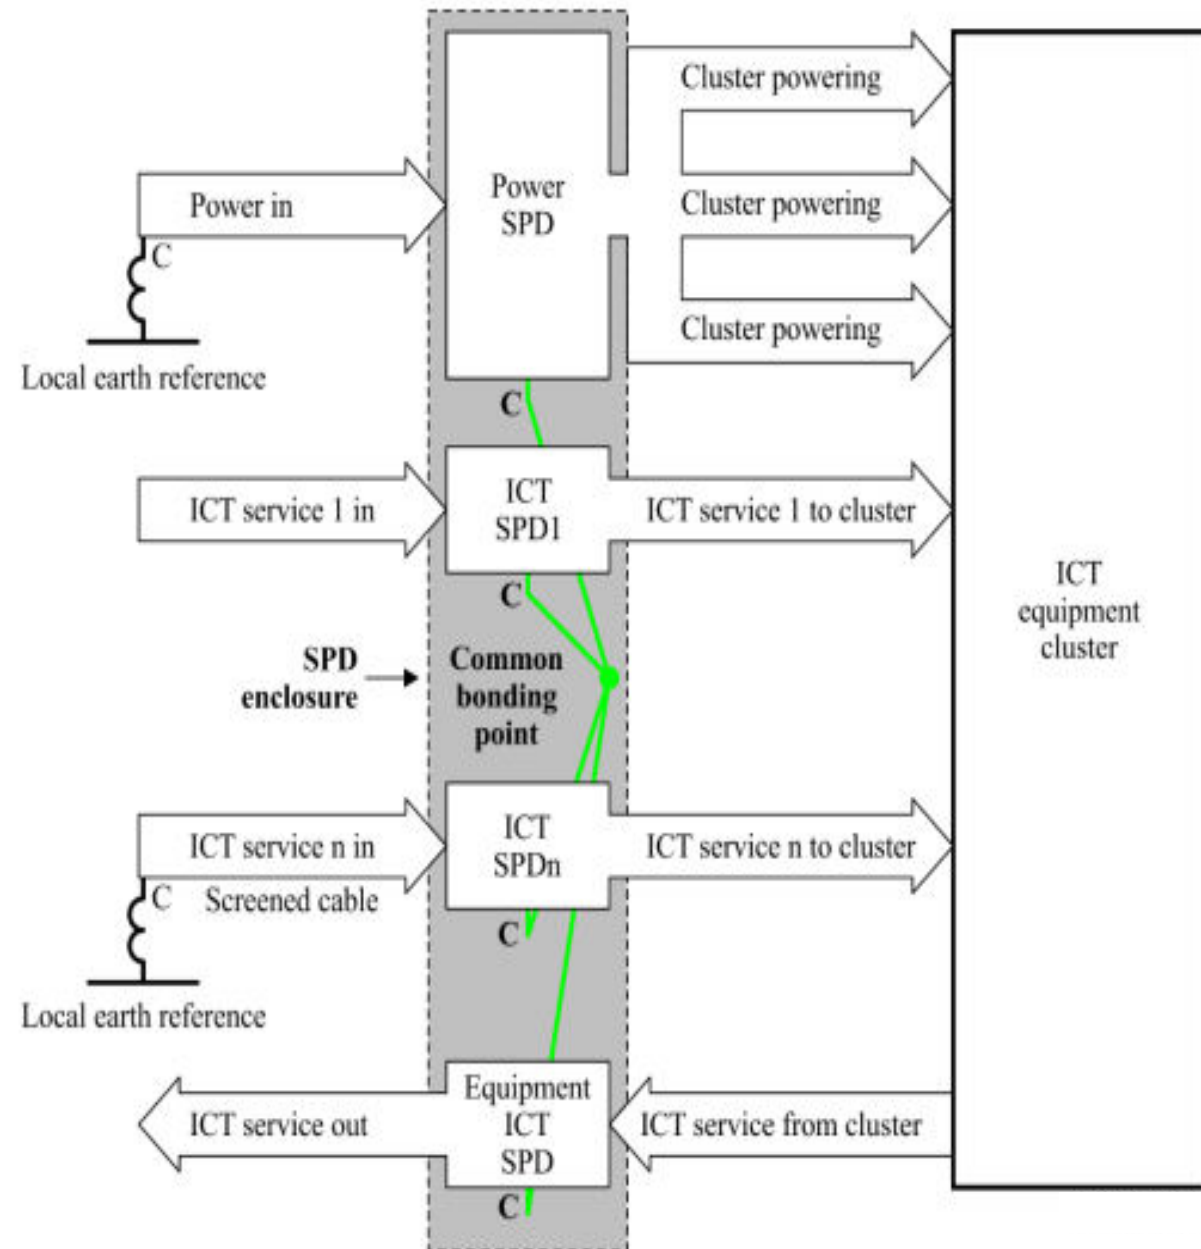 Cluster powering
Power
SPD
Power in
Cluster powering
C
Cluster powering
Local earth reference
C
ICT
SPD1
ICT service 1 in
ICT service 1 to cluster
ICT
equipment
cluster
C
SPD
enclosure
Common
bonding
point
ICT
SPDn
ICT service n in
ICT service n to cluster
C
Screened cable
C
Local earth reference
Equipment
ICT
SPD
ICT service out
ICT service from cluster
C